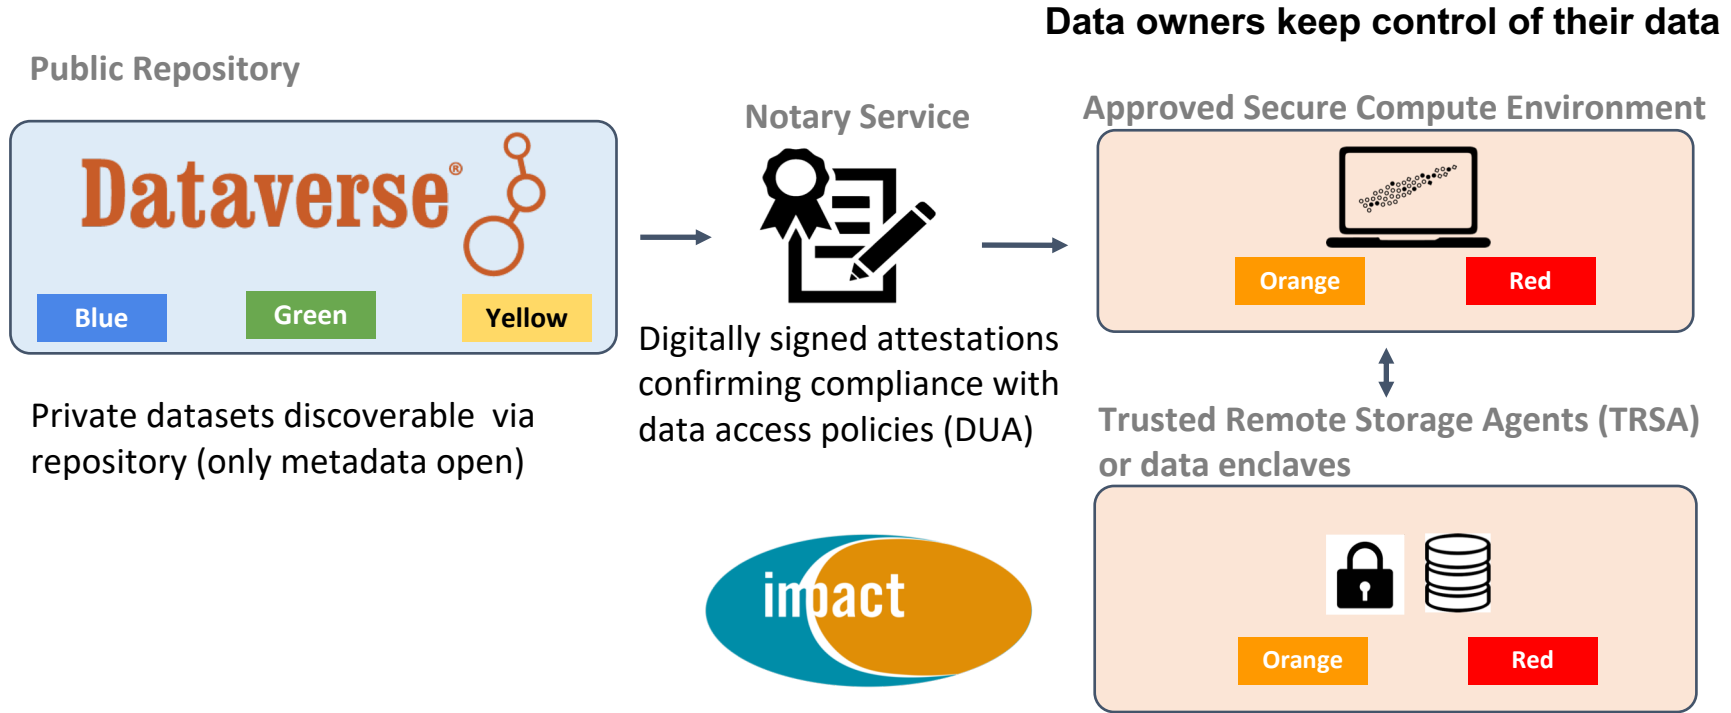 Data owners keep control of their data
Public Repository
Dataverse®
Blue
Green
Yellow
Private datasets discoverable via
repository (only metadata open)
Notary Service
Digitally signed attestations
confirming compliance with
data access policies (DUA)
impact
Approved Secure Compute Environment
Orange
Red
Trusted Remote Storage Agents (TRSA)
or data enclaves
Orange
Red